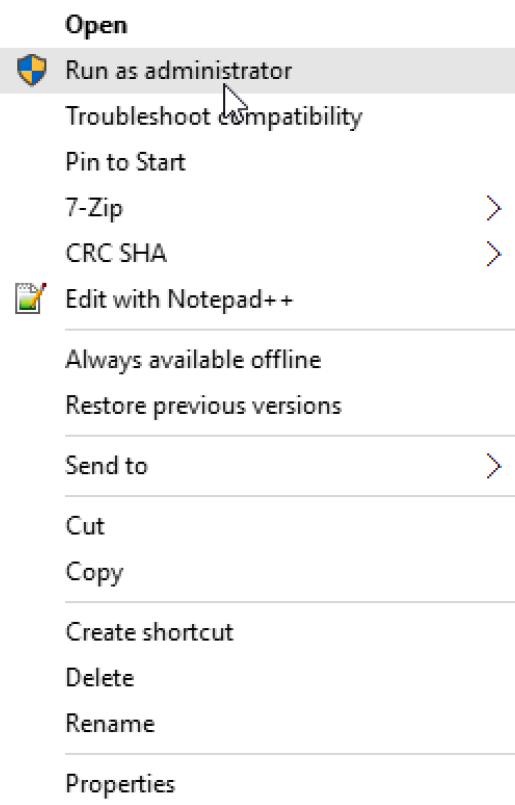 Open
Run as administrator
Troubleshoot compatibility
Pin to Start
7-Zip
CRC SHA
Edit with Notepad++
Always available offline
Restore previous versions
Send to
Cut
Copy
Create shortcut
Delete
Rename
Properties